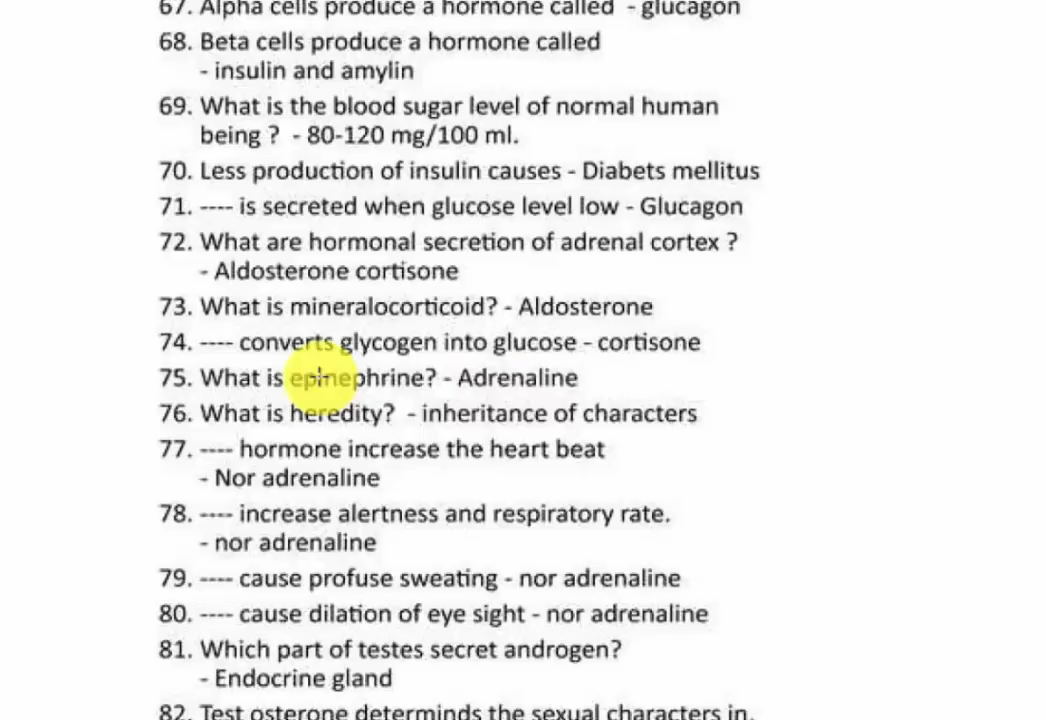 67. Alpha cells produce a hormone called - glucagon
68. Beta cells produce a hormone called
- insulin and amylin
69. What is the blood sugar level of normal human
being ? - 80-120 mg/100 ml.
70. Less production of insulin causes - Diabets mellitus
71. ---- is secreted when glucose level low - Glucagon
72. What are hormonal secretion of adrenal cortex ?
- Aldosterone cortisone
73. What is mineralocorticoid? - Aldosterone
74. ---- converts glycogen into glucose - cortisone
75. What is epinephrine? - Adrenaline
76. What is heredity? - inheritance of characters
77. ---- hormone increase the heart beat
- Nor adrenaline
78. ---- increase alertness and respiratory rate.
- nor adrenaline
79. ---- cause profuse sweating - nor adrenaline
80. ---- cause dilation of eye sight - nor adrenaline
81. Which part of testes secret androgen?
- Endocrine gland
82. Test osterone determinds the sexual characters in.